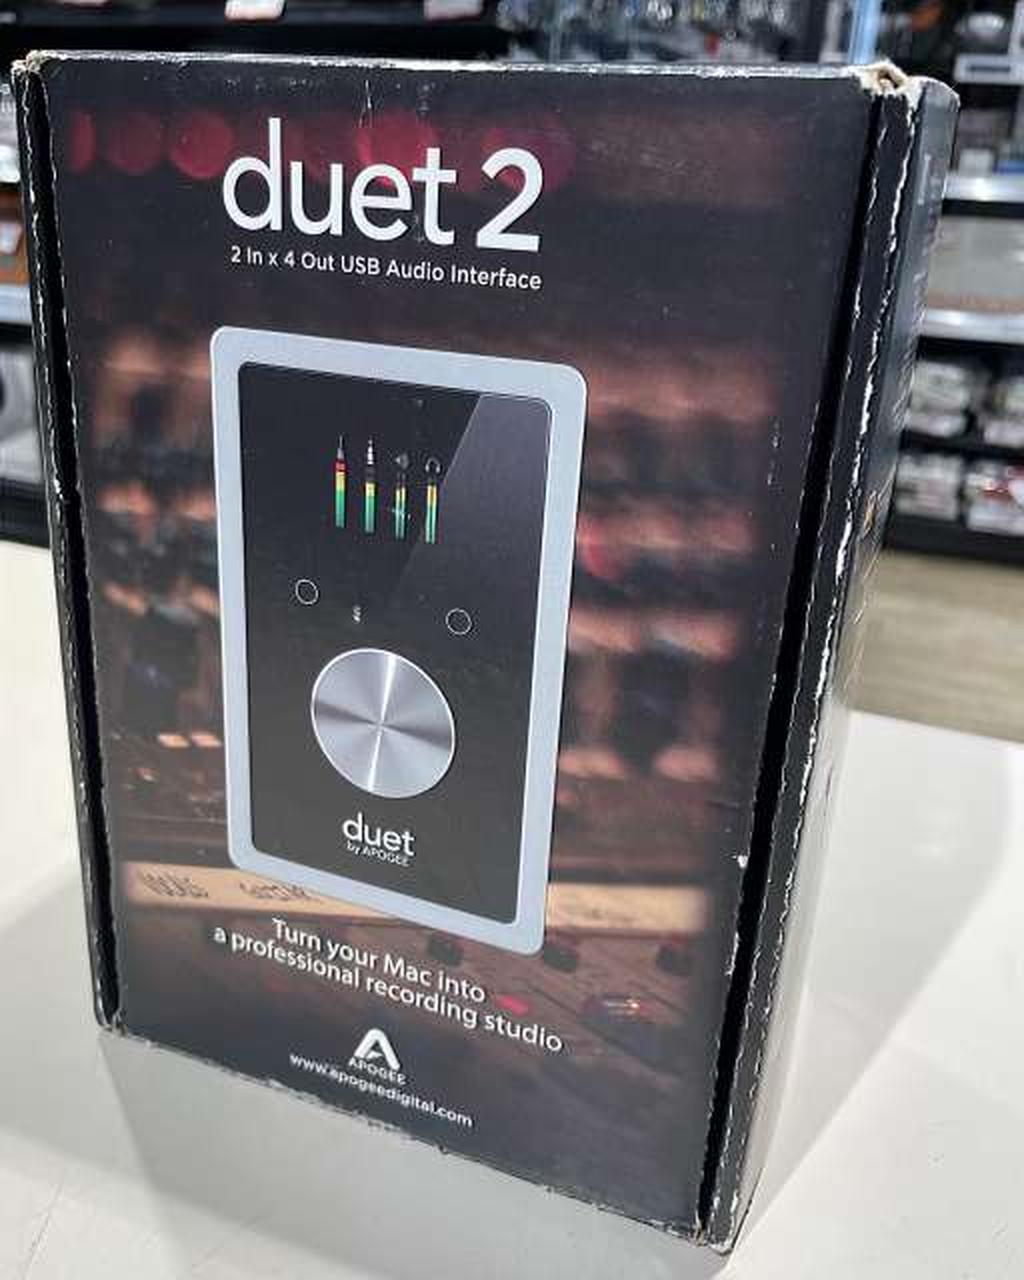 duet 2
2 In x 4 Out USB Audio Interface
duet
by APOGEE
Turn your Mac into
a professional recording studio
APOGEE
www.apogeedigital.com